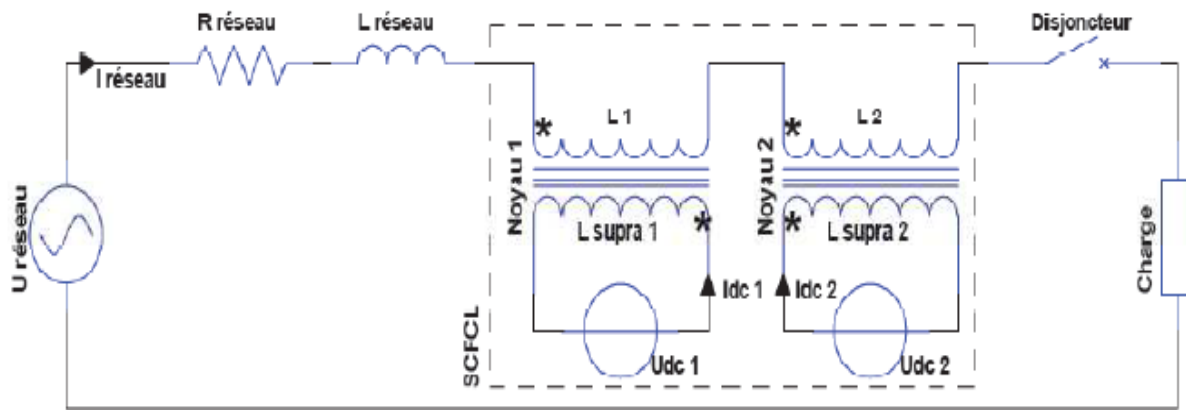 R réseau
L réseau
Disjoncteur
I réseau
L 1
L 2
*
*
Noyau 1
Noyau 2
L supra 1
*
*
L supra 2
U réseau
Charge
Idc 1
Idc 2
SCFCL
Udc 1
Udc 2